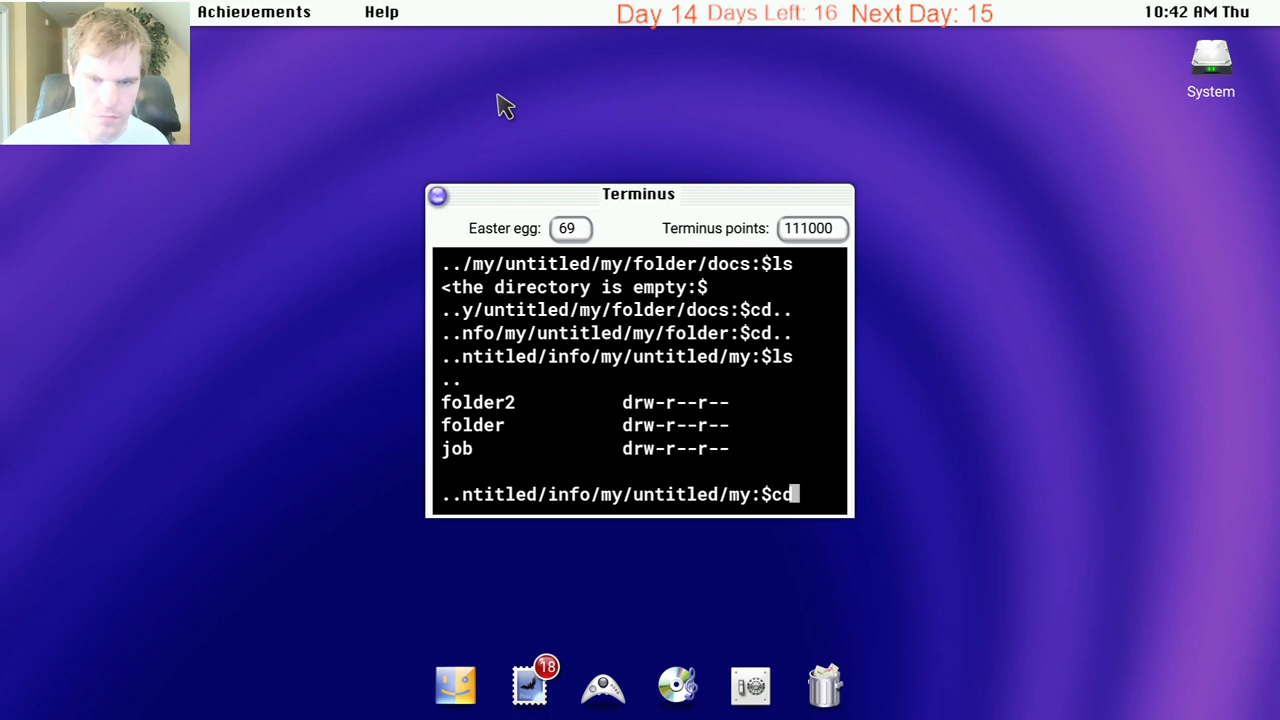 Achievements Help Day 14 Days Left: 16 Next Day: 15 10:42 AM Thu
System
Terminus
Easter egg: 69 Terminus points: 111000
../my/untitled/my/folder/docs:$ls
<the directory is empty:$
..y/untitled/my/folder/docs:$cd..
..nfo/my/untitled/my/folder:$cd..
..ntitled/info/my/untitled/my:$ls
..
folder2 drw-r--r--
folder drw-r--r--
job drw-r--r--
..ntitled/info/my/untitled/my:$cd
18